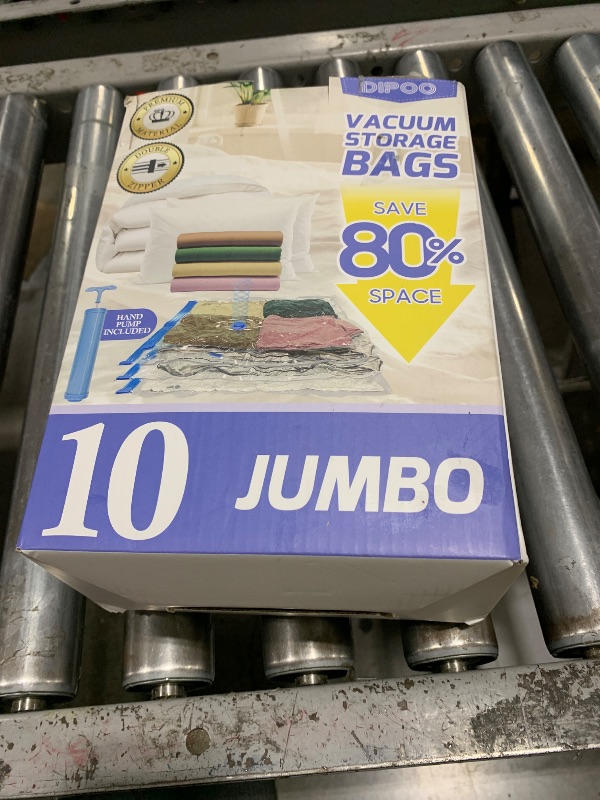 DIPOO
PREMIUM
MATERIAL
DOUBLE
ZIPPER
VACUUM
STORAGE
BAGS
SAVE
80%
SPACE
HAND
PUMP
INCLUDED
10 JUMBO